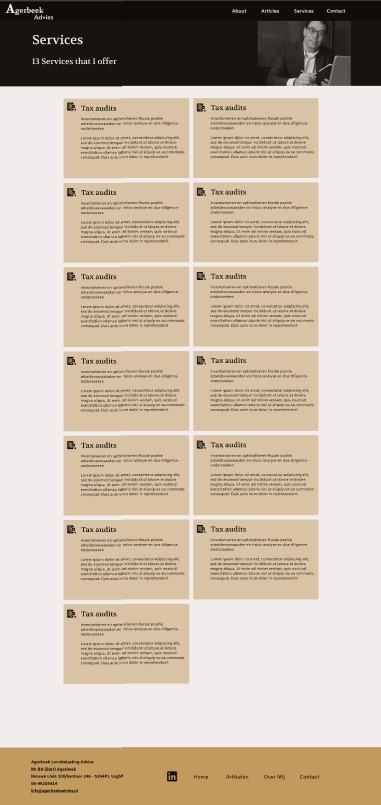 Agerbeek
Advies
About Articles Services Contact
Services
13 Services that I offer
Tax audits
Inventariseren en optimaliseren fiscale positie
arbeidsvoorwaarden en risico-analyse en due diligence-
onderzoeken
Lorem ipsum dolor sit amet, consectetur adipiscing elit,
sed do eiusmod tempor incididunt ut labore et dolore
magna aliqua. Ut enim ad minim veniam, quis nostrud
exercitation ullamco laboris nisi ut aliquip ex ea commodo
consequat. Duis aute irure dolor in reprehenderit.
Tax audits
Inventariseren en optimaliseren fiscale positie
arbeidsvoorwaarden en risico-analyse en due diligence-
onderzoeken
Lorem ipsum dolor sit amet, consectetur adipiscing elit,
sed do eiusmod tempor incididunt ut labore et dolore
magna aliqua. Ut enim ad minim veniam, quis nostrud
exercitation ullamco laboris nisi ut aliquip ex ea commodo
consequat. Duis aute irure dolor in reprehenderit.
Tax audits
Inventariseren en optimaliseren fiscale positie
arbeidsvoorwaarden en risico-analyse en due diligence-
onderzoeken
Lorem ipsum dolor sit amet, consectetur adipiscing elit,
sed do eiusmod tempor incididunt ut labore et dolore
magna aliqua. Ut enim ad minim veniam, quis nostrud
exercitation ullamco laboris nisi ut aliquip ex ea commodo
consequat. Duis aute irure dolor in reprehenderit.
Tax audits
Inventariseren en optimaliseren fiscale positie
arbeidsvoorwaarden en risico-analyse en due diligence-
onderzoeken
Lorem ipsum dolor sit amet, consectetur adipiscing elit,
sed do eiusmod tempor incididunt ut labore et dolore
magna aliqua. Ut enim ad minim veniam, quis nostrud
exercitation ullamco laboris nisi ut aliquip ex ea commodo
consequat. Duis aute irure dolor in reprehenderit.
Tax audits
Inventariseren en optimaliseren fiscale positie
arbeidsvoorwaarden en risico-analyse en due diligence-
onderzoeken
Lorem ipsum dolor sit amet, consectetur adipiscing elit,
sed do eiusmod tempor incididunt ut labore et dolore
magna aliqua. Ut enim ad minim veniam, quis nostrud
exercitation ullamco laboris nisi ut aliquip ex ea commodo
consequat. Duis aute irure dolor in reprehenderit.
Tax audits
Inventariseren en optimaliseren fiscale positie
arbeidsvoorwaarden en risico-analyse en due diligence-
onderzoeken
Lorem ipsum dolor sit amet, consectetur adipiscing elit,
sed do eiusmod tempor incididunt ut labore et dolore
magna aliqua. Ut enim ad minim veniam, quis nostrud
exercitation ullamco laboris nisi ut aliquip ex ea commodo
consequat. Duis aute irure dolor in reprehenderit.
Tax audits
Inventariseren en optimaliseren fiscale positie
arbeidsvoorwaarden en risico-analyse en due diligence-
onderzoeken
Lorem ipsum dolor sit amet, consectetur adipiscing elit,
sed do eiusmod tempor incididunt ut labore et dolore
magna aliqua. Ut enim ad minim veniam, quis nostrud
exercitation ullamco laboris nisi ut aliquip ex ea commodo
consequat. Duis aute irure dolor in reprehenderit.
Tax audits
Inventariseren en optimaliseren fiscale positie
arbeidsvoorwaarden en risico-analyse en due diligence-
onderzoeken
Lorem ipsum dolor sit amet, consectetur adipiscing elit,
sed do eiusmod tempor incididunt ut labore et dolore
magna aliqua. Ut enim ad minim veniam, quis nostrud
exercitation ullamco laboris nisi ut aliquip ex ea commodo
consequat. Duis aute irure dolor in reprehenderit.
Tax audits
Inventariseren en optimaliseren fiscale positie
arbeidsvoorwaarden en risico-analyse en due diligence-
onderzoeken
Lorem ipsum dolor sit amet, consectetur adipiscing elit,
sed do eiusmod tempor incididunt ut labore et dolore
magna aliqua. Ut enim ad minim veniam, quis nostrud
exercitation ullamco laboris nisi ut aliquip ex ea commodo
consequat. Duis aute irure dolor in reprehenderit.
Tax audits
Inventariseren en optimaliseren fiscale positie
arbeidsvoorwaarden en risico-analyse en due diligence-
onderzoeken
Lorem ipsum dolor sit amet, consectetur adipiscing elit,
sed do eiusmod tempor incididunt ut labore et dolore
magna aliqua. Ut enim ad minim veniam, quis nostrud
exercitation ullamco laboris nisi ut aliquip ex ea commodo
consequat. Duis aute irure dolor in reprehenderit.
Tax audits
Inventariseren en optimaliseren fiscale positie
arbeidsvoorwaarden en risico-analyse en due diligence-
onderzoeken
Lorem ipsum dolor sit amet, consectetur adipiscing elit,
sed do eiusmod tempor incididunt ut labore et dolore
magna aliqua. Ut enim ad minim veniam, quis nostrud
exercitation ullamco laboris nisi ut aliquip ex ea commodo
consequat. Duis aute irure dolor in reprehenderit.
Tax audits
Inventariseren en optimaliseren fiscale positie
arbeidsvoorwaarden en risico-analyse en due diligence-
onderzoeken
Lorem ipsum dolor sit amet, consectetur adipiscing elit,
sed do eiusmod tempor incididunt ut labore et dolore
magna aliqua. Ut enim ad minim veniam, quis nostrud
exercitation ullamco laboris nisi ut aliquip ex ea commodo
consequat. Duis aute irure dolor in reprehenderit.
Tax audits
Inventariseren en optimaliseren fiscale positie
arbeidsvoorwaarden en risico-analyse en due diligence-
onderzoeken
Lorem ipsum dolor sit amet, consectetur adipiscing elit,
sed do eiusmod tempor incididunt ut labore et dolore
magna aliqua. Ut enim ad minim veniam, quis nostrud
exercitation ullamco laboris nisi ut aliquip ex ea commodo
consequat. Duis aute irure dolor in reprehenderit.
Agerbeek Loonbelasting Advies
Mr BA (Bart) Agerbeek
Nieuwe Linie 100/kantoor 246 - 5264PJ, Vught
info@agerbeekadvies.nl
in Home Artikelen Over Mij Contact